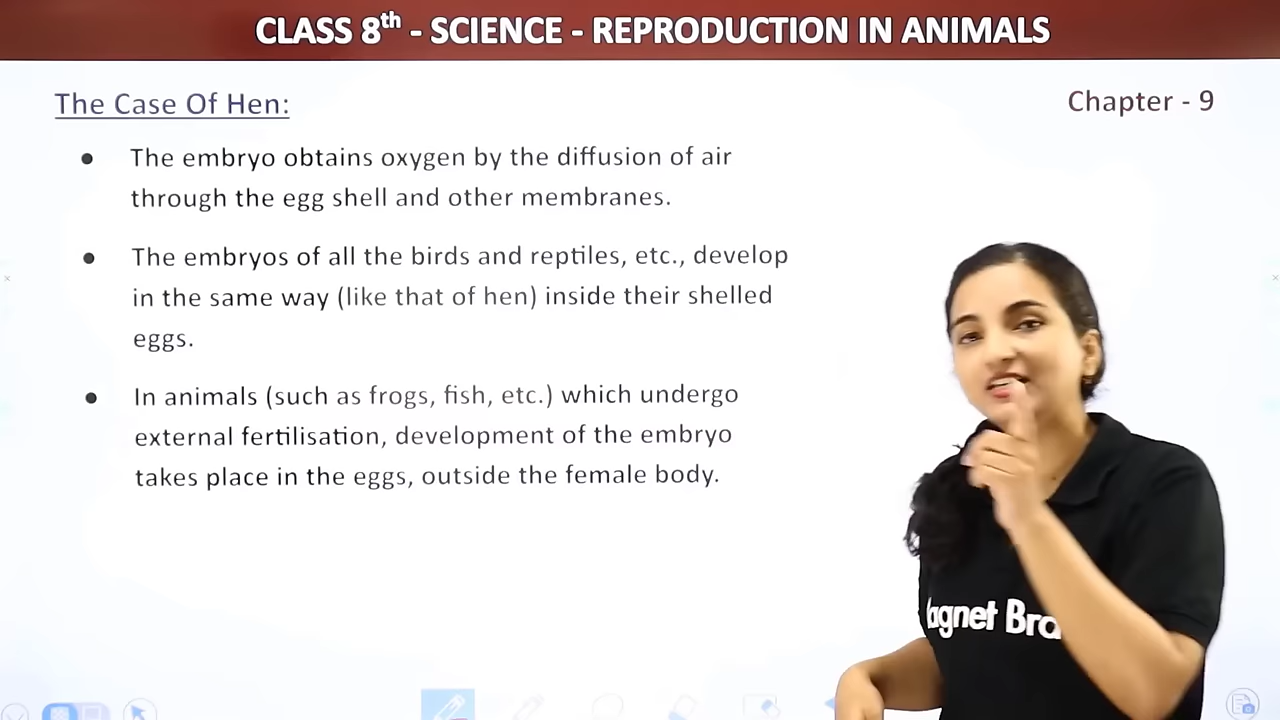 CLASS 8th - SCIENCE - REPRODUCTION IN ANIMALS
The Case Of Hen:
Chapter - 9
● The embryo obtains oxygen by the diffusion of air
through the egg shell and other membranes.
● The embryos of all the birds and reptiles, etc., develop
in the same way (like that of hen) inside their shelled
eggs.
● In animals (such as frogs, fish, etc.) which undergo
external fertilisation, development of the embryo
takes place in the eggs, outside the female body.
agnet Bra